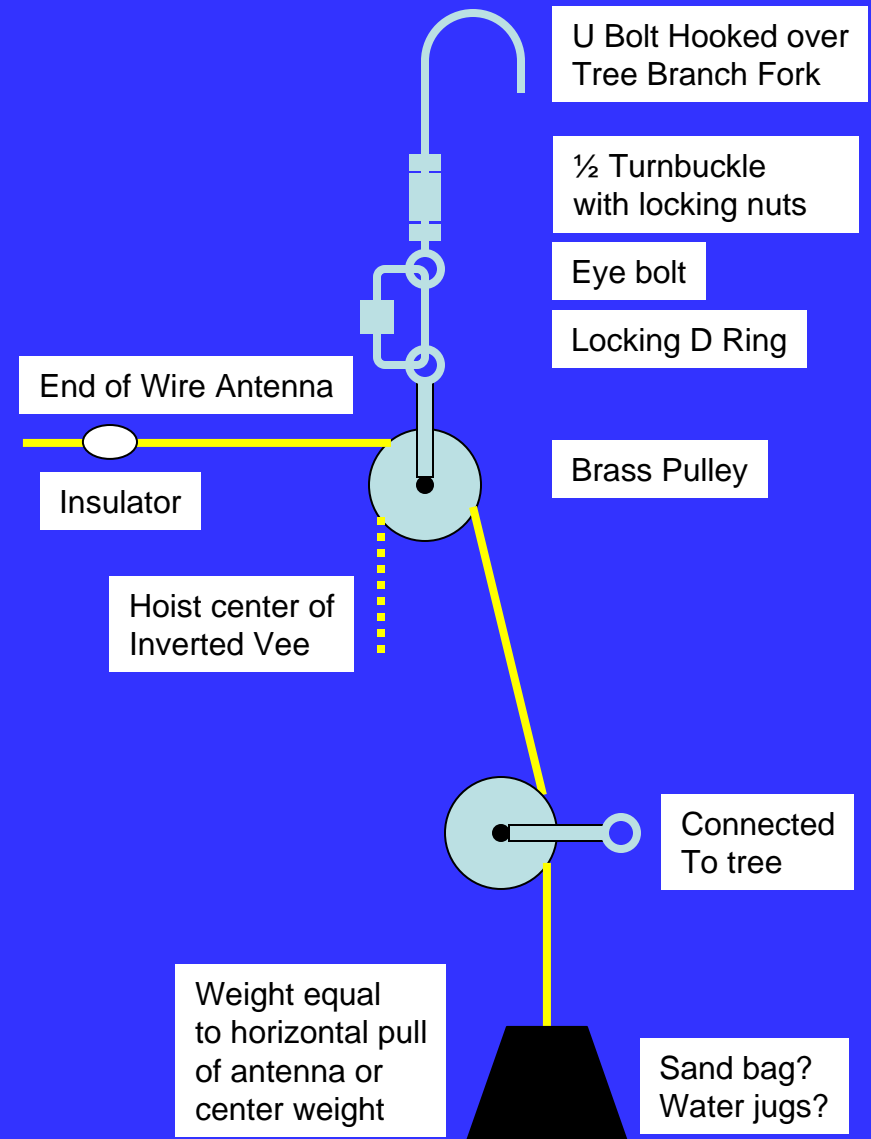 U Bolt Hooked over
Tree Branch Fork
½ Turnbuckle
with locking nuts
Eye bolt
Locking D Ring
End of Wire Antenna
Brass Pulley
Insulator
Hoist center of
Inverted Vee
Connected
To tree
Weight equal
to horizontal pull
of antenna or
center weight
Sand bag?
Water jugs?